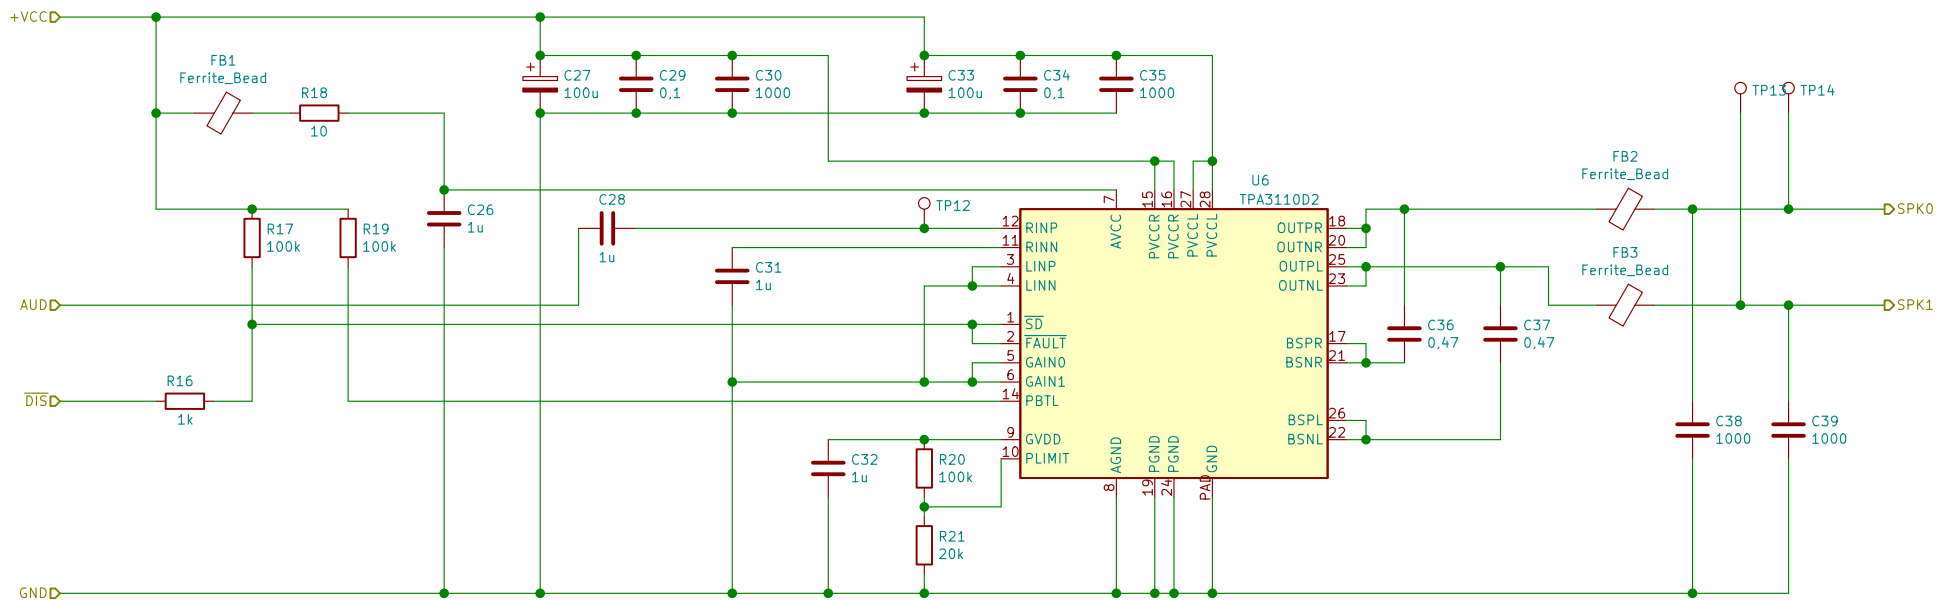 +VCC
FB1
Ferrite_Bead
R18
10
+
C27
100u
C29
0,1
C30
1000
+
C33
100u
C34
0,1
C35
1000
TP13
TP14
FB2
Ferrite_Bead
U6
TPA3110D2
R17
100k
R19
100k
C26
1u
C28
1u
TP12
12
RINP
11
RINN
3
LINP
4
LINN
1
SD
2
FAULT
5
GAIN0
6
GAIN1
14
PBTL
9
GVDD
10
PLIMIT
7
AVCC
15
PVCCR
16
PVCCR
27
PVCCL
28
PVCCL
OUTPR
18
OUTNR
20
OUTPL
25
OUTNL
23
BSPR
17
BSNR
21
BSPL
26
BSNL
22
AGND
8
PGND
19
PGND
24
GND
PAD
SPK0
FB3
Ferrite_Bead
C31
1u
AUD
SPK1
C36
0,47
C37
0,47
R16
1k
DIS
C38
1000
C39
1000
C32
1u
R20
100k
R21
20k
GND